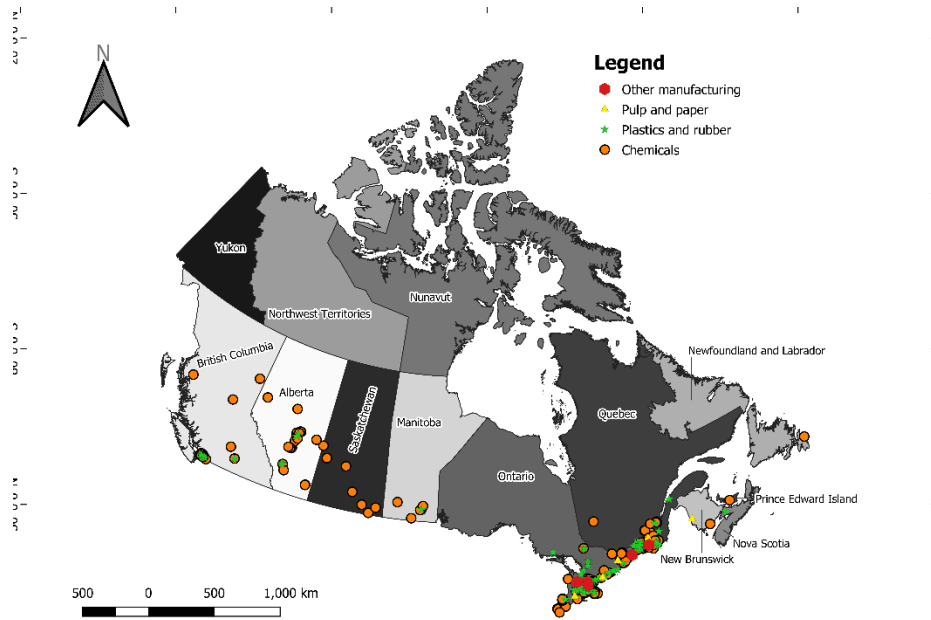 N
Legend
Other manufacturing
Pulp and paper
Plastics and rubber
Chemicals
Yukon
Northwest Territories
Nunavut
British Columbia
Alberta
Saskatchewan
Manitoba
Ontario
Quebec
Newfoundland and Labrador
Prince Edward Island
Nova Scotia
New Brunswick
500 0 500 1,000 km